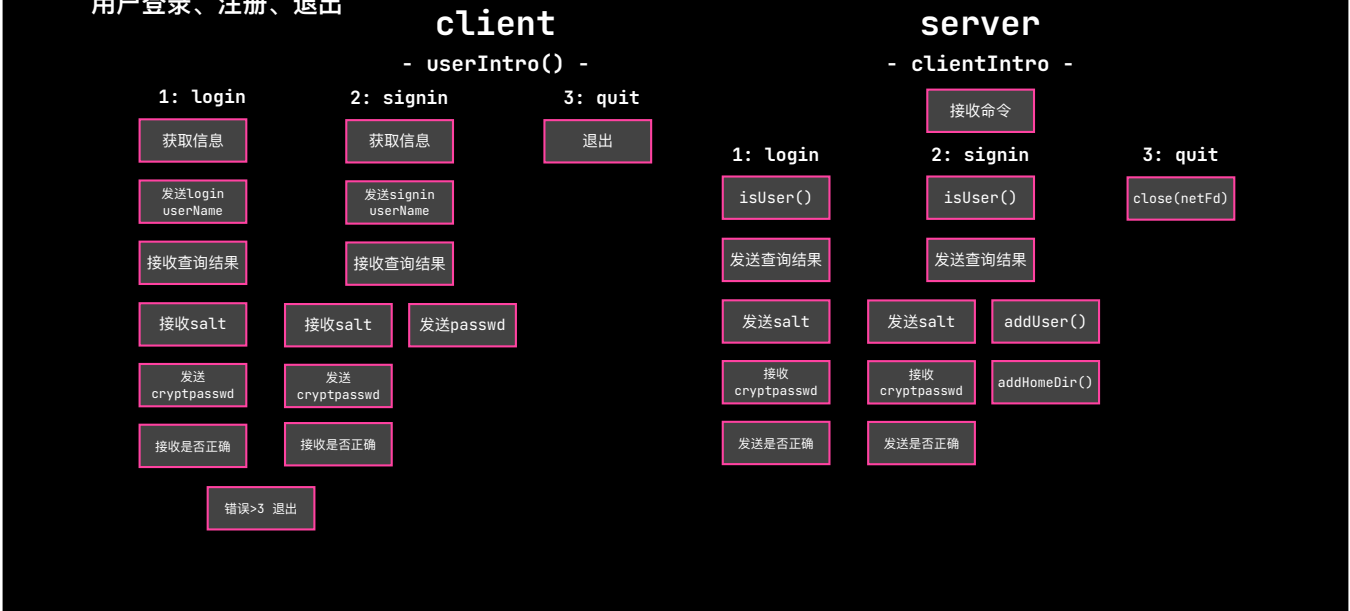 用户登录、注册、退出
client
- userIntro() -
1: login
2: signin
3: quit
获取信息
获取信息
退出
发送login
userName
发送signin
userName
接收查询结果
接收查询结果
接收salt
接收salt
发送passwd
发送
cryptpasswd
发送
cryptpasswd
接收是否正确
接收是否正确
错误>3 退出
server
- clientIntro -
接收命令
1: login
2: signin
3: quit
isUser()
isUser()
close(netFd)
发送查询结果
发送查询结果
发送salt
发送salt
addUser()
接收
cryptpasswd
接收
cryptpasswd
addHomeDir()
发送是否正确
发送是否正确